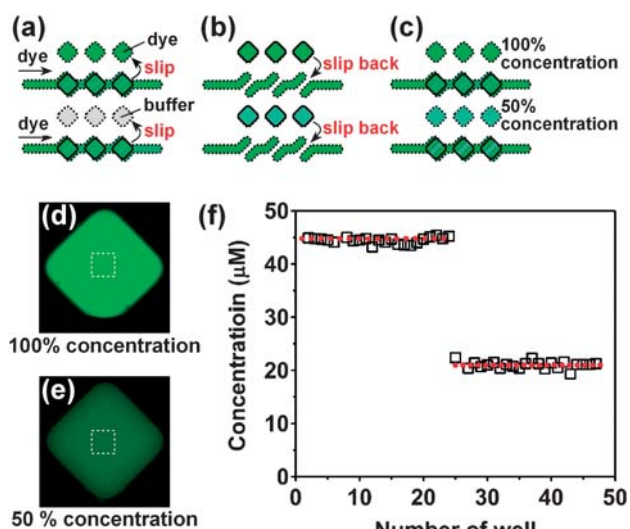 (a)
dye
dye
slip
buffer
dye
slip
(b)
slip back
slip back
(c)
100%
concentration
50%
concentration
(d)
100% concentration
(e)
50 % concentration
(f)
Concentratioin (μM)
50
40
30
20
10
0
0 10 20 30 40 50
Number of well